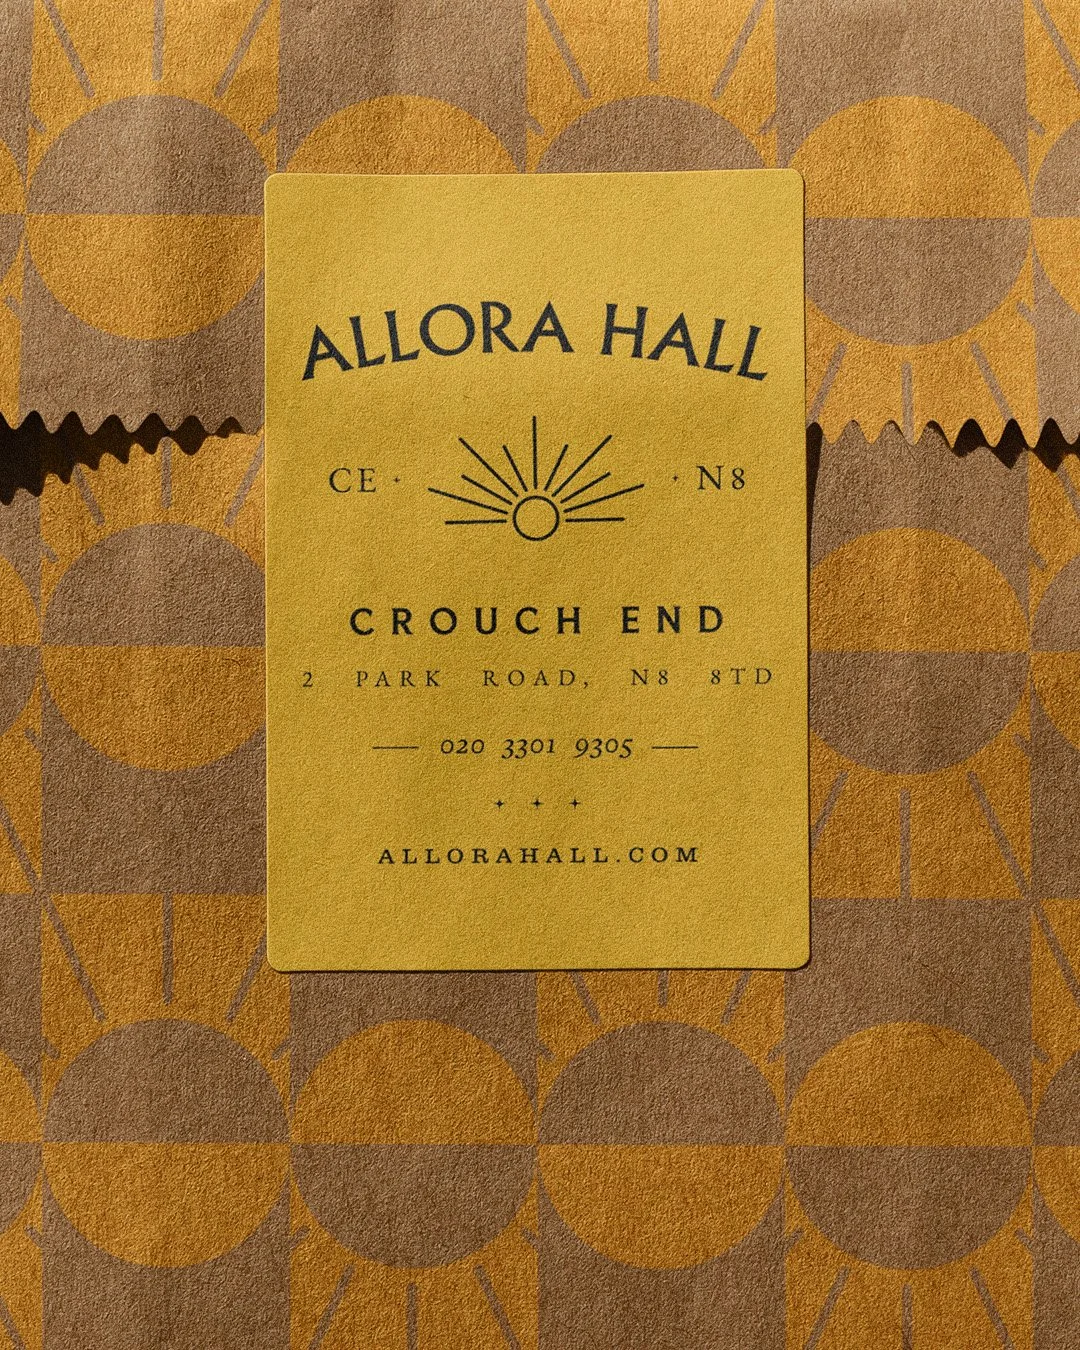 ALLORA HALL
CE · · N8
CROUCH END
2 PARK ROAD, N8 8TD
020 3301 9305
ALLORAHALL.COM